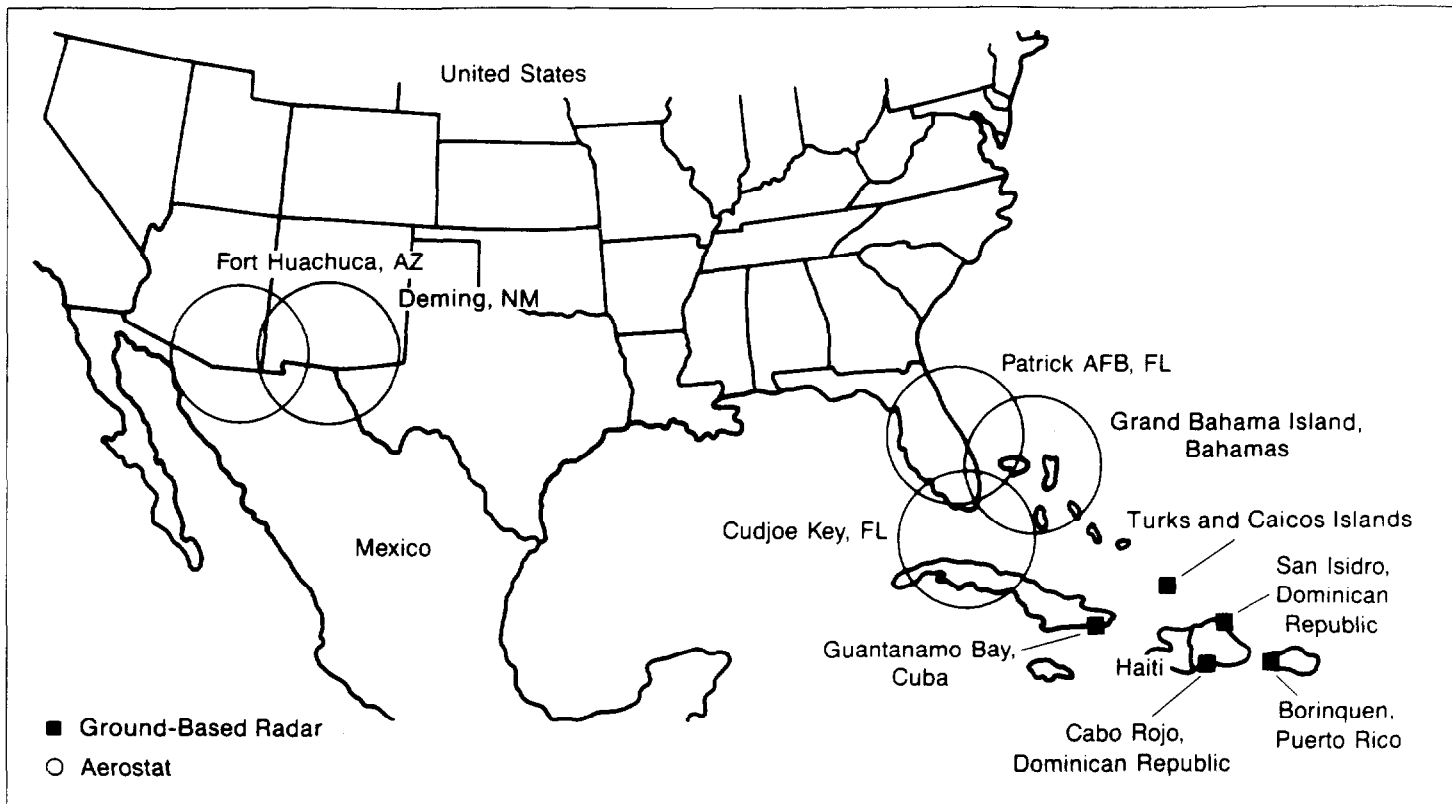 United States
Fort Huachuca, AZ
Deming, NM
Patrick AFB, FL
Grand Bahama Island,
Bahamas
Cudjoe Key, FL
Turks and Caicos Islands
Mexico
San Isidro,
Dominican
Republic
Guantanamo Bay,
Cuba
Haiti
Cabo Rojo,
Dominican Republic
Borinquen,
Puerto Rico
Ground-Based Radar
Aerostat